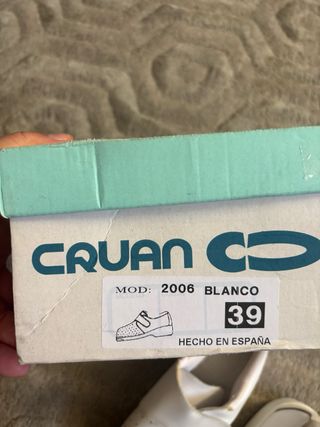 CRUAN
MOD: 2006 BLANCO
39
HECHO EN ESPAÑA